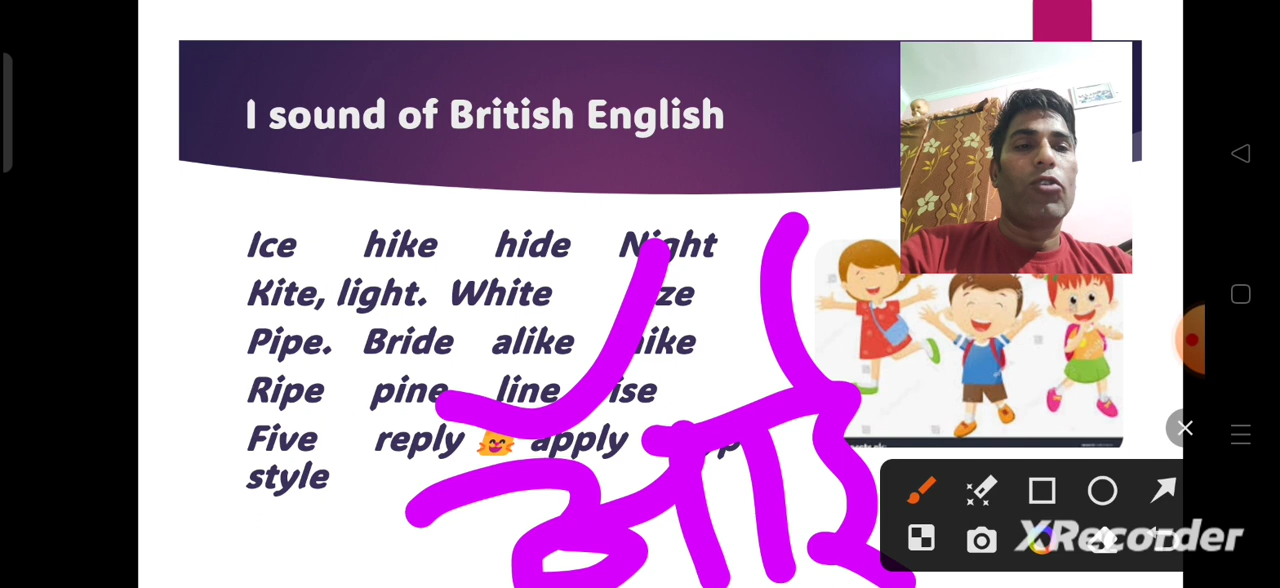 I sound of British English
Ice hike hide Night
Kite, light. White
Pipe. Bride alike
Ripe pine line
Five reply apply
style
आई
XRecorder